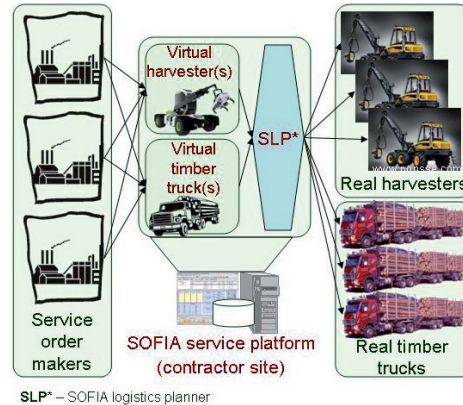 Virtual
harvester(s)
Virtual
timber
truck(s)
SLP*
Real harvesters
Service
order
makers
SOFIA service platform
(contractor site)
Real timber
trucks
SLP* – SOFIA logistics planner